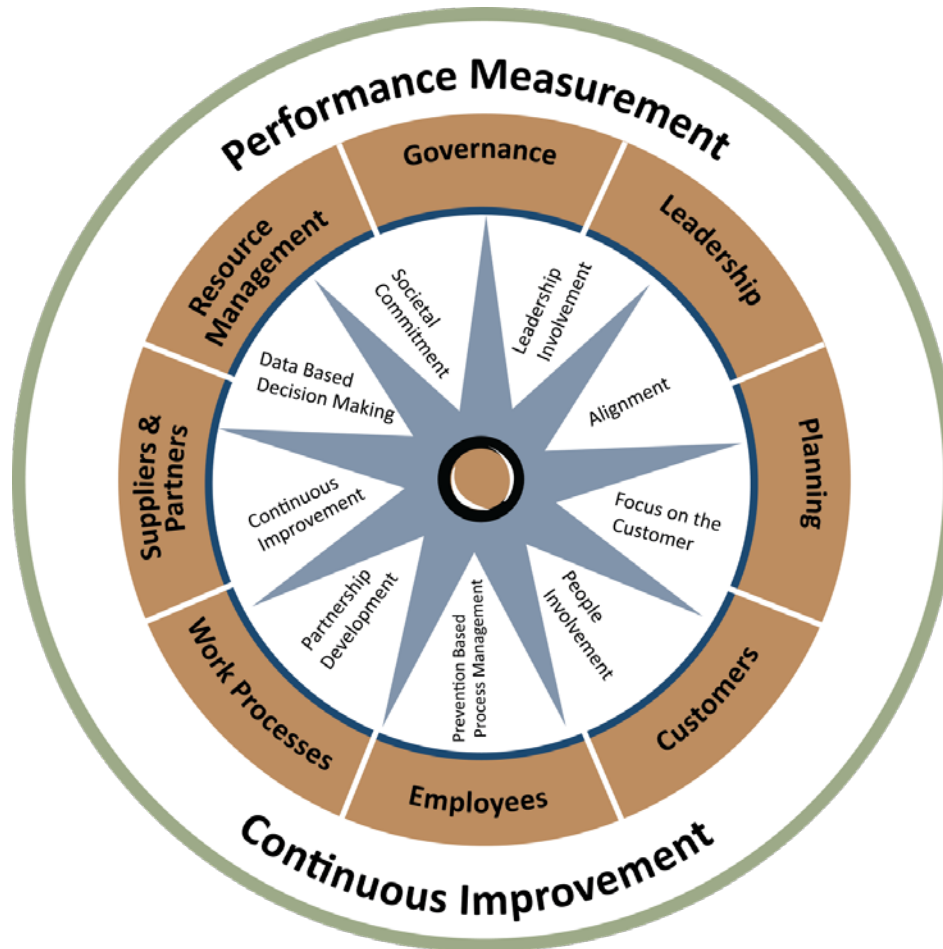 Performance Measurement
Governance
Leadership
Planning
Customers
Employees
Work Processes
Suppliers &
Partners
Resource
Management
Leadership
Involvement
Alignment
Focus on the
Customer
People
Involvement
Prevention Based
Process Management
Partnership
Development
Continuous
Improvement
Data Based
Decision Making
Societal
Commitment
Continuous Improvement